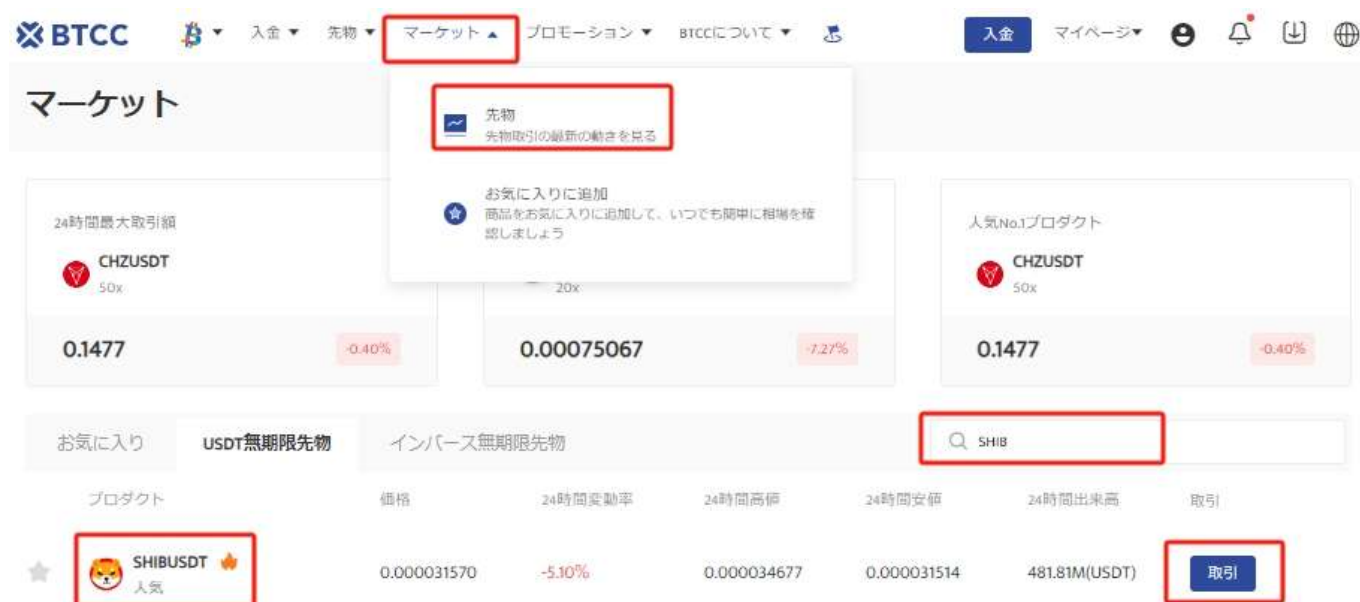 BTCC
入金
先物
マーケット
プロモーション
BTCCについて
入金
マイページ
マーケット
先物
先物取引の最新の動きを見る
お気に入りに追加
商品をお気に入りに追加して、いつでも簡単に相場を確
認しましょう
24時間最大取引額
CHZUSDT
50x
0.1477
-0.40%
20x
0.00075067
-7.27%
人気No.1プロダクト
CHZUSDT
50x
0.1477
-0.40%
お気に入り
USDT無期限先物
インバース無期限先物
SHIB
プロダクト
価格
24時間変動率
24時間高値
24時間安値
24時間出来高
取引
SHIBUSDT
人気
0.000031570
-5.10%
0.000034677
0.000031514
481.81M(USDT)
取引